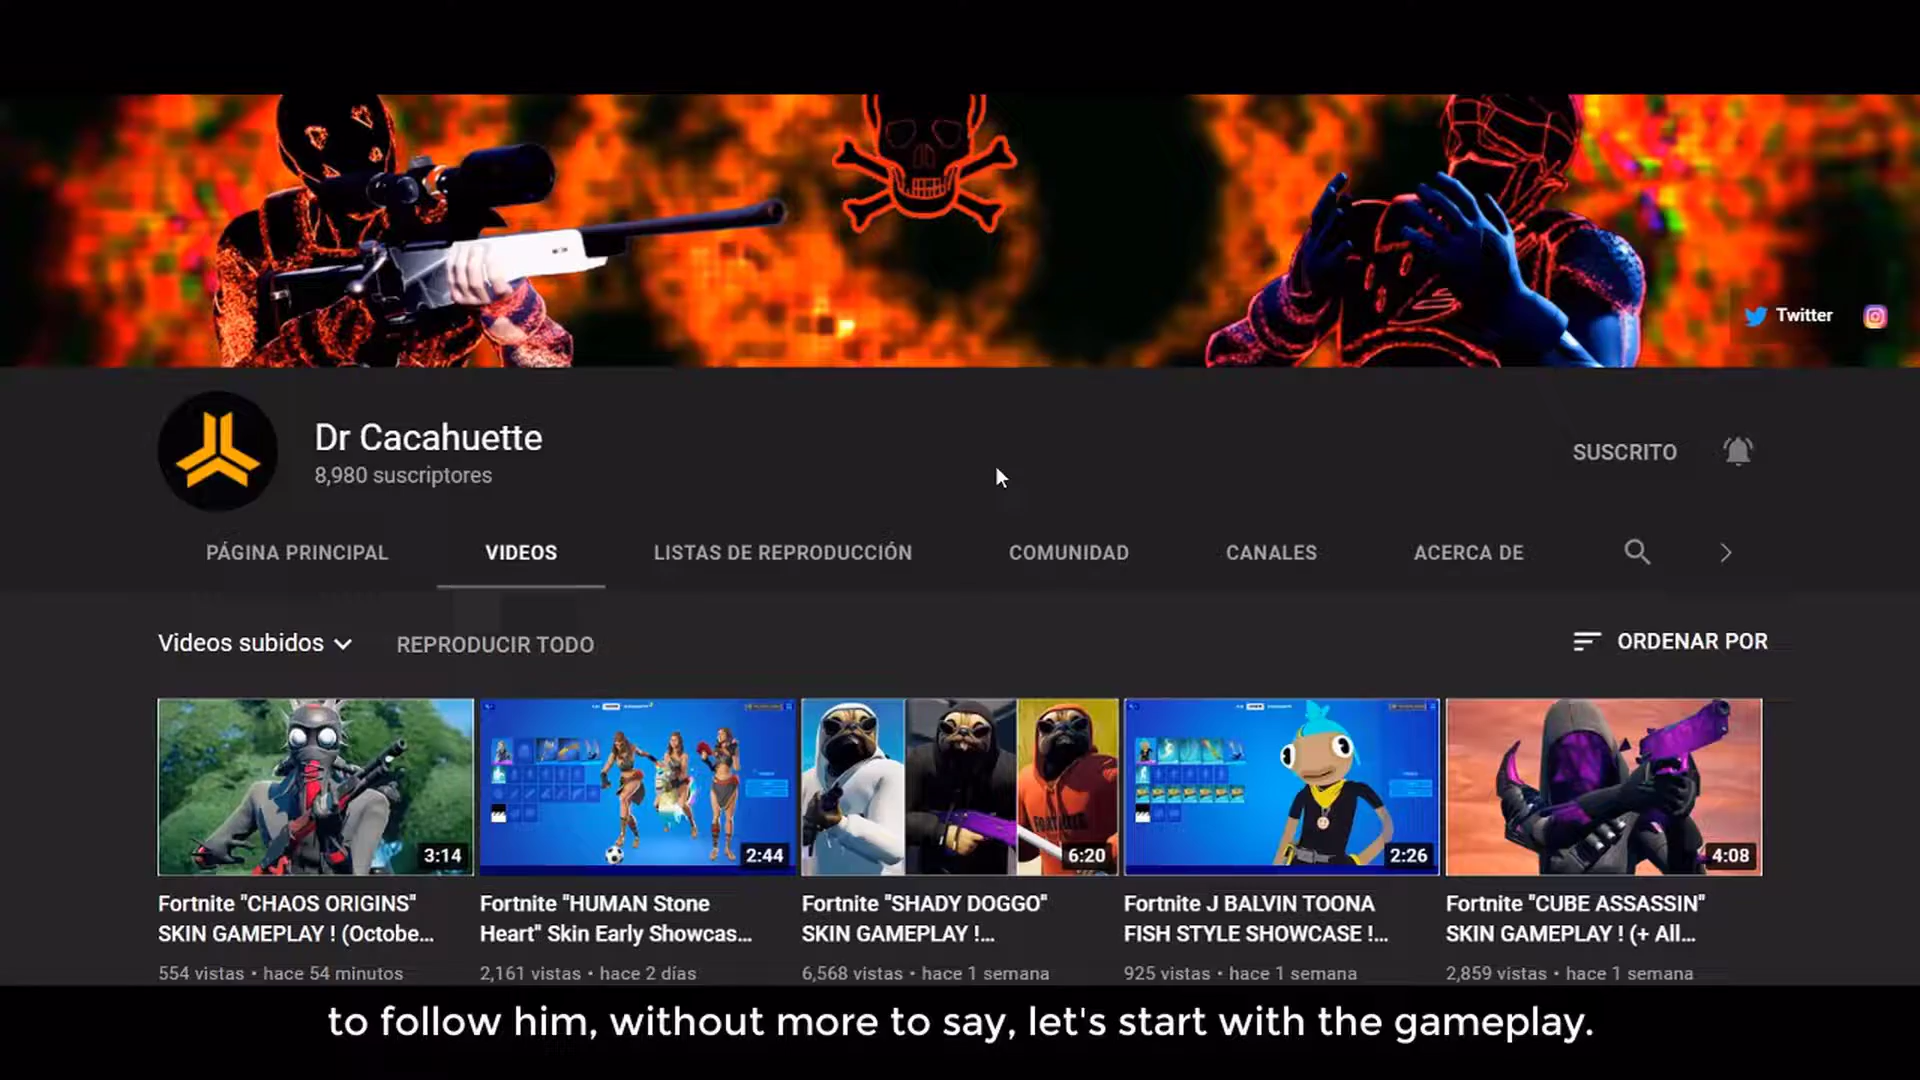 Twitter
Dr Cacahuette
8,980 suscriptores
SUSCRITO
PÁGINA PRINCIPAL
VIDEOS
LISTAS DE REPRODUCCIÓN
COMUNIDAD
CANALES
ACERCA DE
Videos subidos
REPRODUCIR TODO
ORDENAR POR
3:14
2:44
6:20
2:26
4:08
Fortnite "CHAOS ORIGINS"
SKIN GAMEPLAY ! (Octobe...
554 vistas • hace 54 minutos
Fortnite "HUMAN Stone
Heart" Skin Early Showcas...
2,161 vistas • hace 2 días
Fortnite "SHADY DOGGO"
SKIN GAMEPLAY !...
6,568 vistas • hace 1 semana
Fortnite J BALVIN TOONA
FISH STYLE SHOWCASE !...
925 vistas • hace 1 semana
Fortnite "CUBE ASSASSIN"
SKIN GAMEPLAY ! (+ All...
2,859 vistas • hace 1 semana
to follow him, without more to say, let's start with the gameplay.